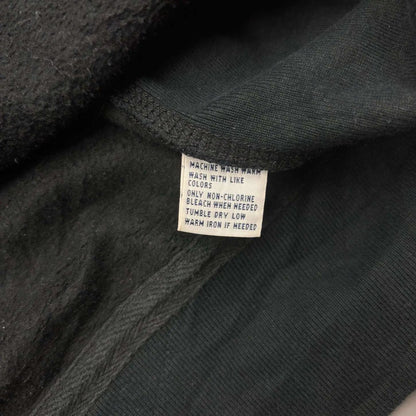 MACHINE WASH WARM
WASH WITH LIKE
COLORS
ONLY NON-CHLORINE
BLEACH WHEN NEEDED
TUMBLE DRY LOW
WARM IRON IF NEEDED